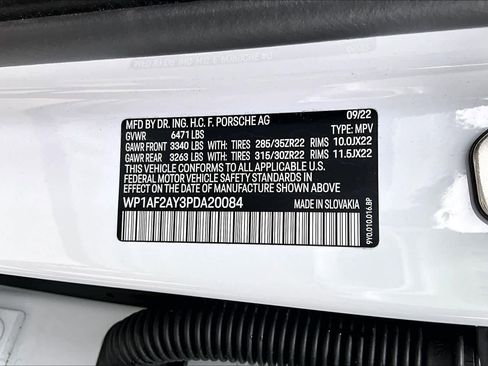 MFD BY DR. ING. H.C. F. PORSCHE AG 09/22
GVWR 6471 LBS TYPE: MPV
GAWR FRONT 3340 LBS WITH: TIRES 285/35ZR22 RIMS 10.0JX22
GAWR REAR 3263 LBS WITH: TIRES 315/30ZR22 RIMS 11.5JX22
THIS VEHICLE CONFORMS TO ALL APPLICABLE U.S.
FEDERAL MOTOR VEHICLE SAFETY STANDARDS IN
EFFECT ON THE DATE OF MANUFACTURE SHOWN ABOVE.
WP1AF2AY3PDA20084 MADE IN SLOVAKIA
9Y0.010.016.BP